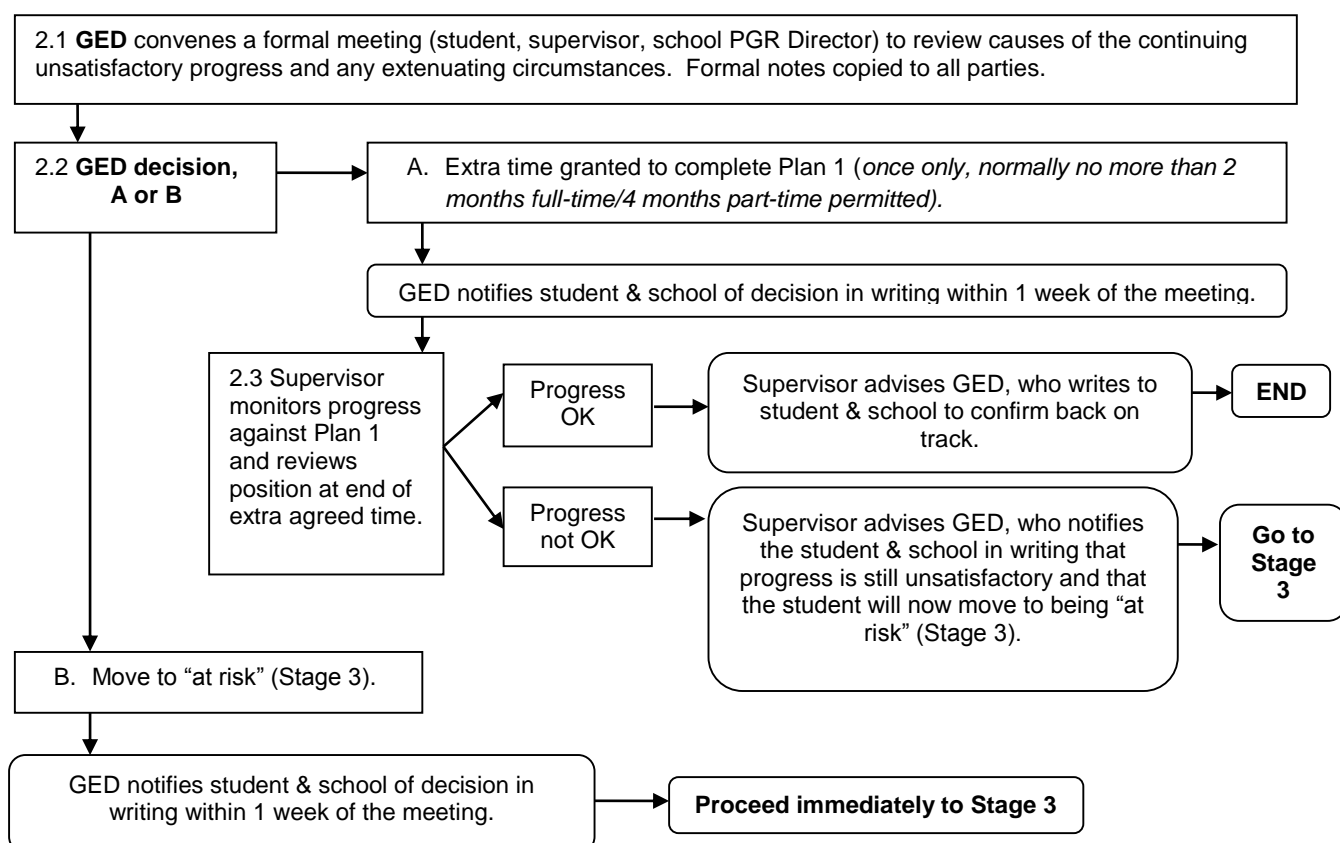 2.1 GED convenes a formal meeting (student, supervisor, school PGR Director) to review causes of the continuing
unsatisfactory progress and any extenuating circumstances.  Formal notes copied to all parties.
2.2 GED decision,
A or B
A. Extra time granted to complete Plan 1 (once only, normally no more than 2
months full-time/4 months part-time permitted).
GED notifies student & school of decision in writing within 1 week of the meeting.
2.3 Supervisor
monitors progress
against Plan 1
and reviews
position at end of
extra agreed time.
Progress
OK
Supervisor advises GED, who writes to
student & school to confirm back on
track.
END
Progress
not OK
Supervisor advises GED, who notifies
the student & school in writing that
progress is still unsatisfactory and that
the student will now move to being “at
risk” (Stage 3).
Go to
Stage
3
B. Move to “at risk” (Stage 3).
GED notifies student & school of decision in
writing within 1 week of the meeting.
Proceed immediately to Stage 3